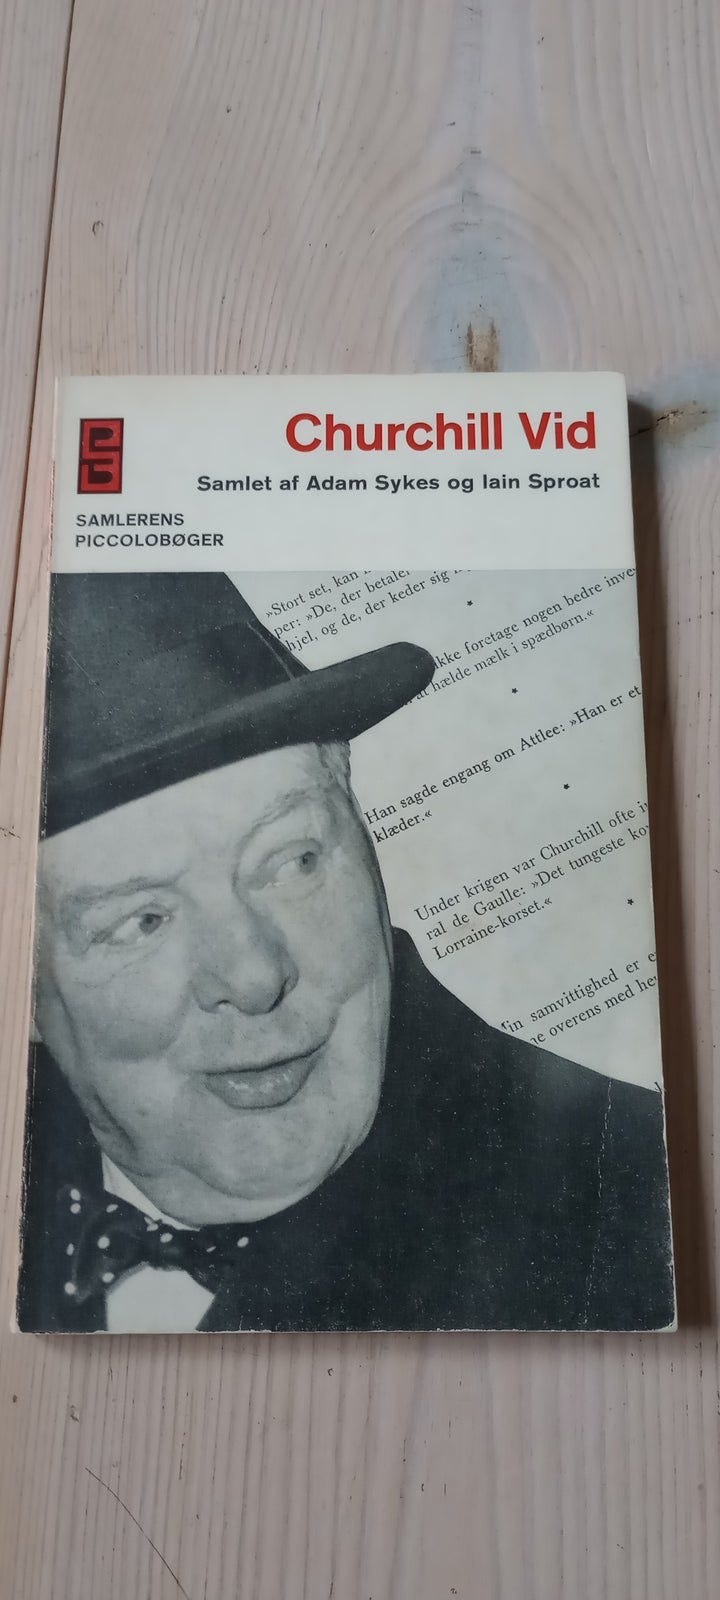 Churchill Vid
Samlet af Adam Sykes og Iain Sproat
SAMLERENS
PICCOLOBØGER
»Stort set, kan
per: »De, der betaler
hjel, og de, der keder sig
ikke foretage nogen bedre inve
at hælde mælk i spædbørn.«
*
Han sagde engang om Attlee: »Han er et
klæder.«
*
Under krigen var Churchill ofte i
ral de Gaulle: »Det tungeste ko
Lorraine-korset.«
*
in samvittighed er e
ne overens med he